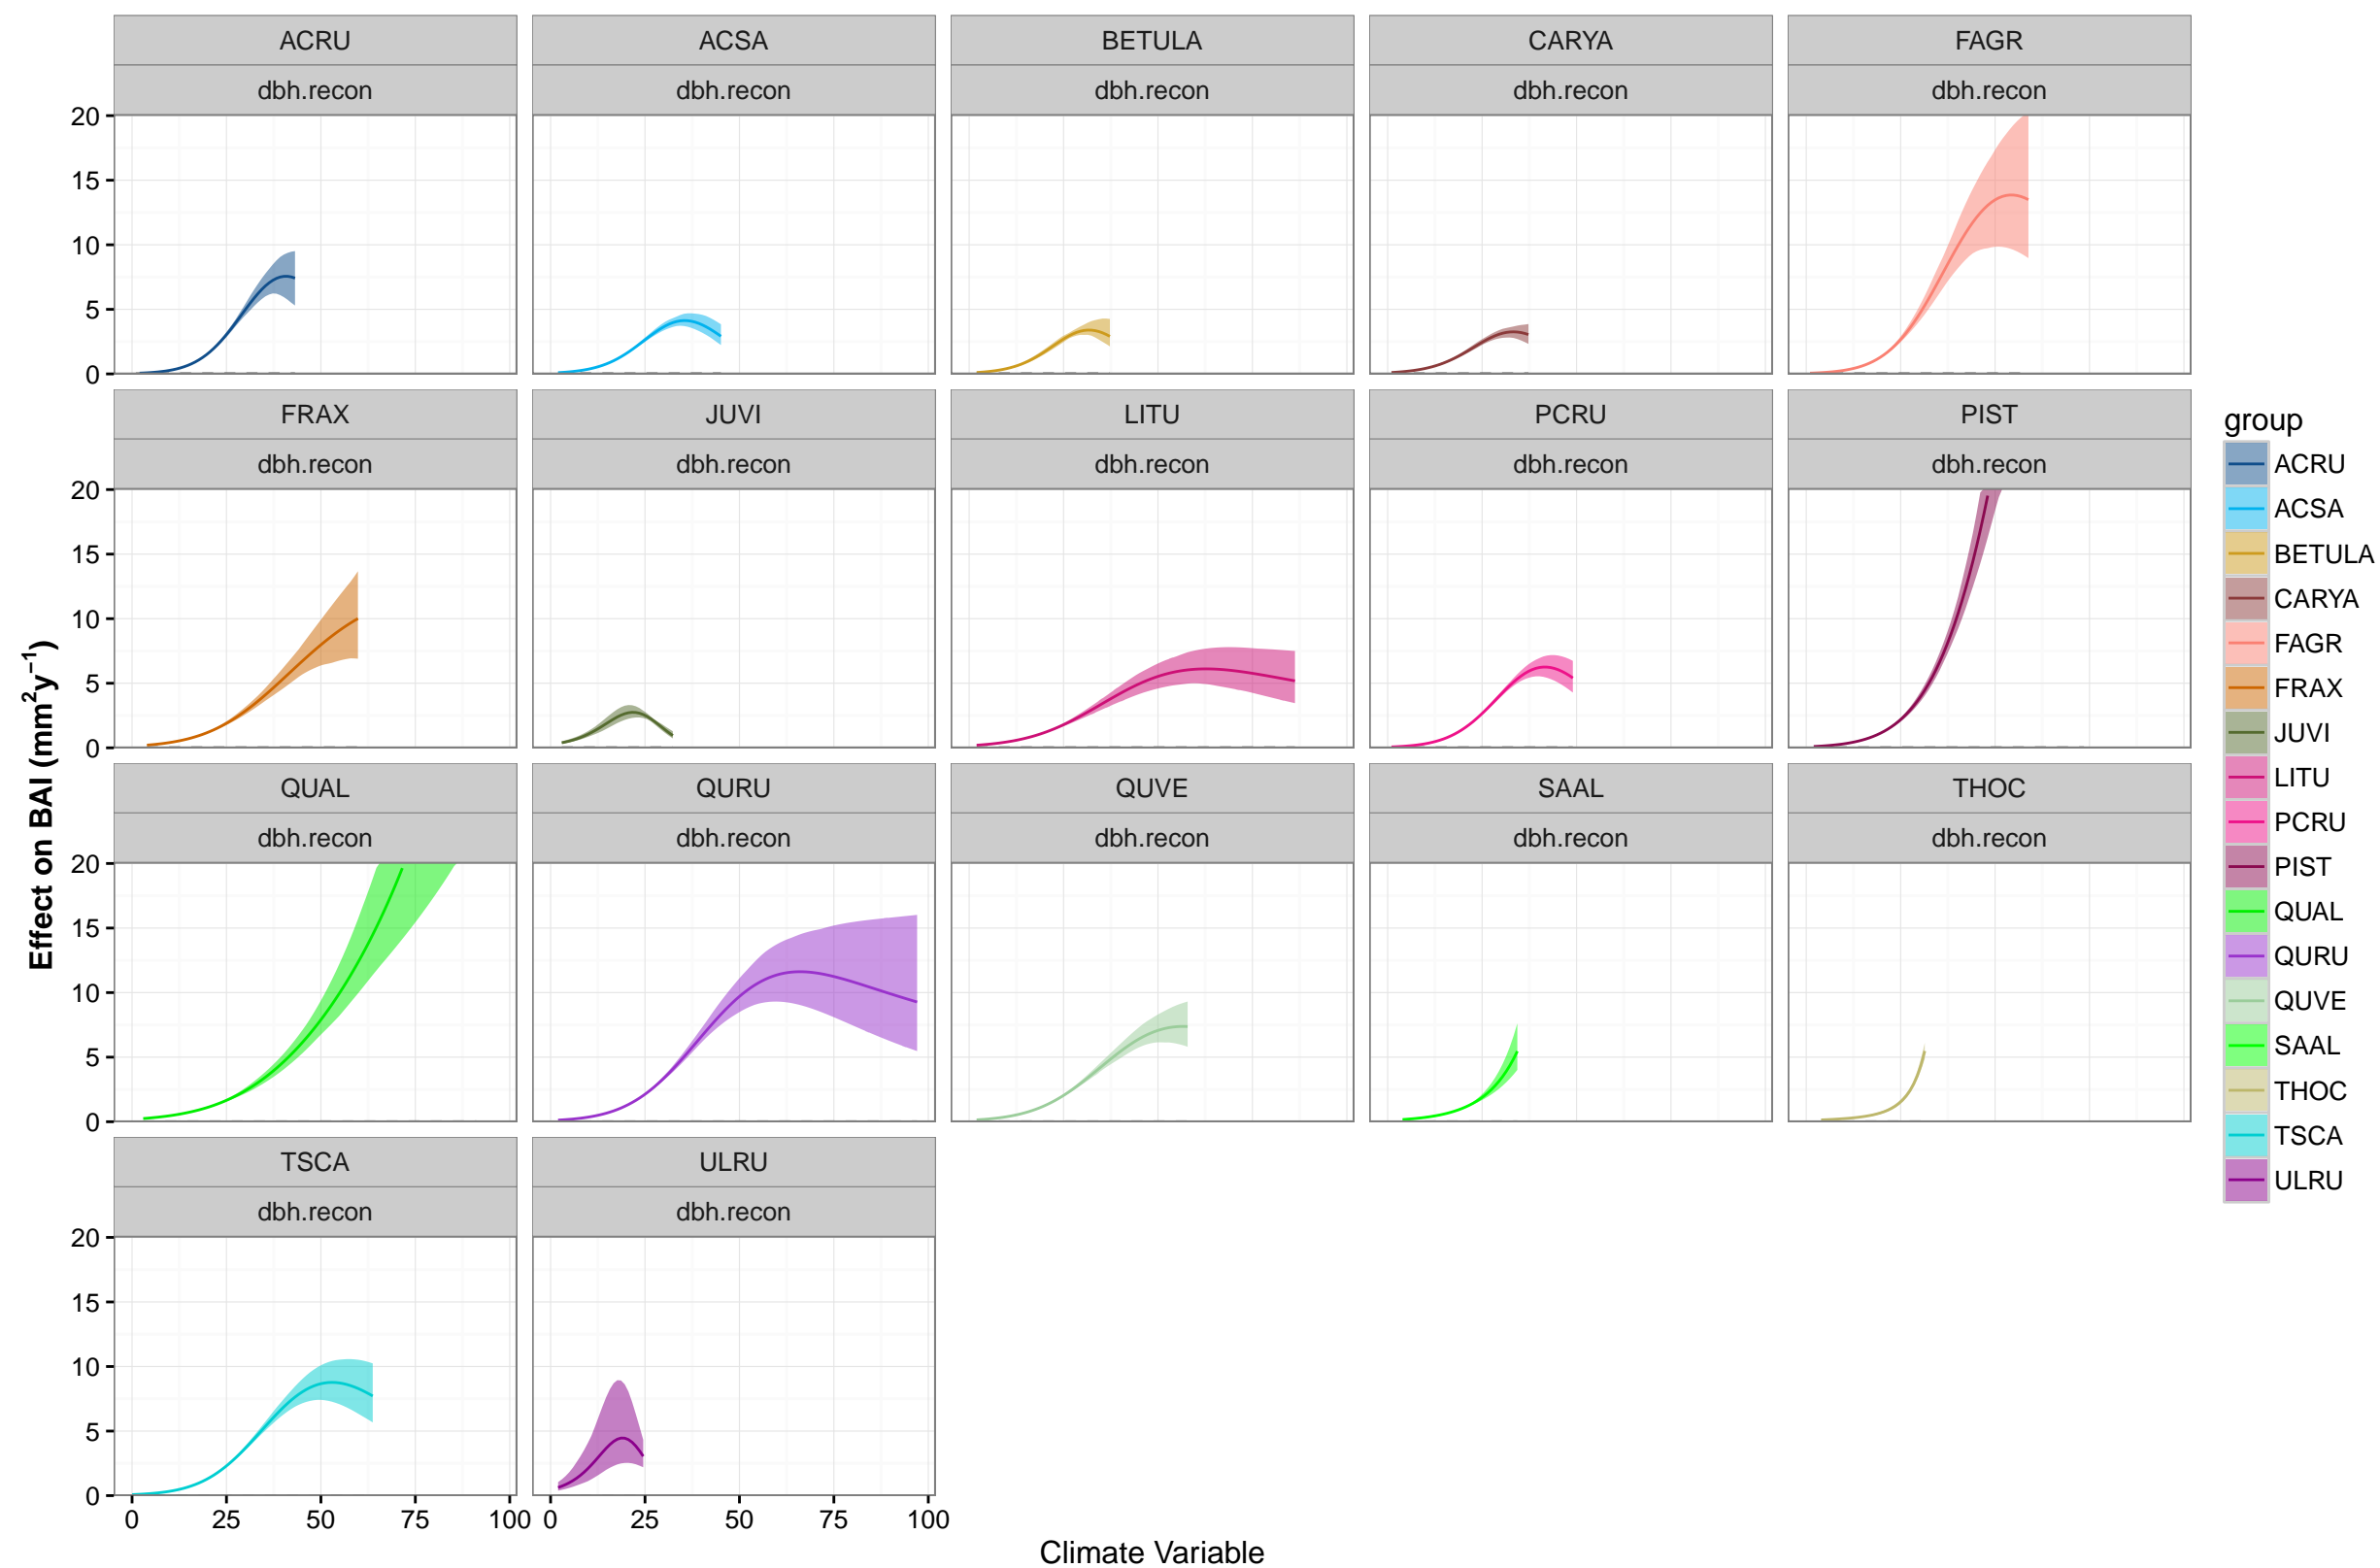 ACRU
ACSA
BETULA
CARYA
FAGR
dbh.recon
dbh.recon
dbh.recon
dbh.recon
dbh.recon
20
15
10
5
0
FRAX
JUVI
LITU
PCRU
PIST
dbh.recon
dbh.recon
dbh.recon
dbh.recon
dbh.recon
20
15
10
5
0
QUAL
QURU
QUVE
SAAL
THOC
dbh.recon
dbh.recon
dbh.recon
dbh.recon
dbh.recon
20
15
10
5
0
TSCA
ULRU
dbh.recon
dbh.recon
20
15
10
5
0
0 25 50 75 100
0 25 50 75 100
Climate Variable
Effect on BAI (mm²y⁻¹)
group
ACRU
ACSA
BETULA
CARYA
FAGR
FRAX
JUVI
LITU
PCRU
PIST
QUAL
QURU
QUVE
SAAL
THOC
TSCA
ULRU